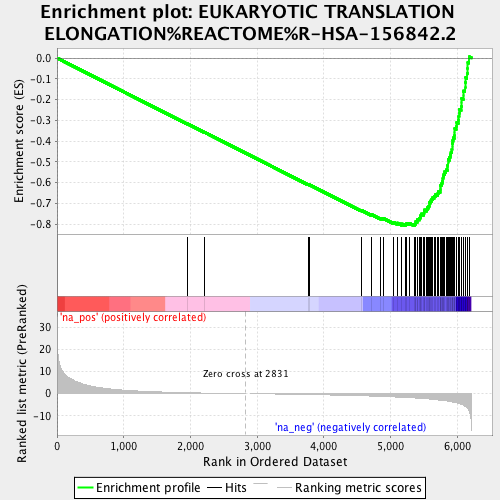 Enrichment plot: EUKARYOTIC TRANSLATION
ELONGATION%REACTOME%R-HSA-156842.2
Enrichment score (ES)
0.0
-0.1
-0.2
-0.3
-0.4
-0.5
-0.6
-0.7
-0.8
'na_pos' (positively correlated)
Ranked list metric (PreRanked)
30
20
10
0
-10
Zero cross at 2831
'na_neg' (negatively correlated)
0
1,000
2,000
3,000
4,000
5,000
6,000
Rank in Ordered Dataset
Enrichment profile
Hits
Ranking metric scores